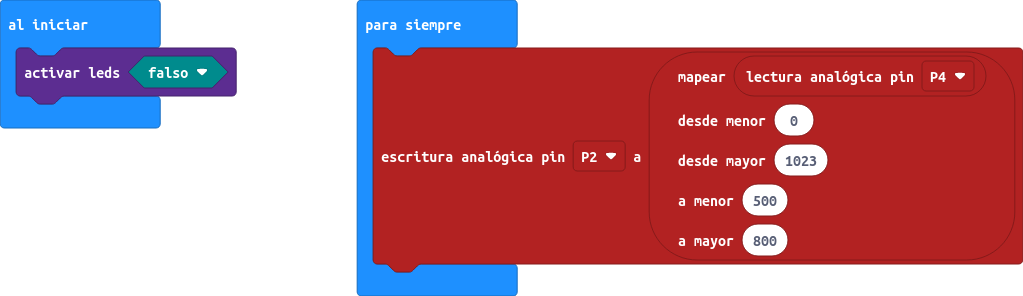 al iniciar
activar leds falso
para siempre
escritura analógica pin P2 a
mapear lectura analógica pin P4
desde menor 0
desde mayor 1023
a menor 500
a mayor 800